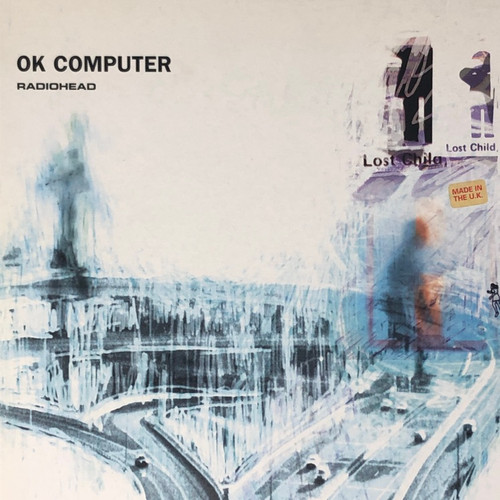 OK COMPUTER
RADIOHEAD
Lost Child,
Lost Child,
MADE IN
THE U.K.